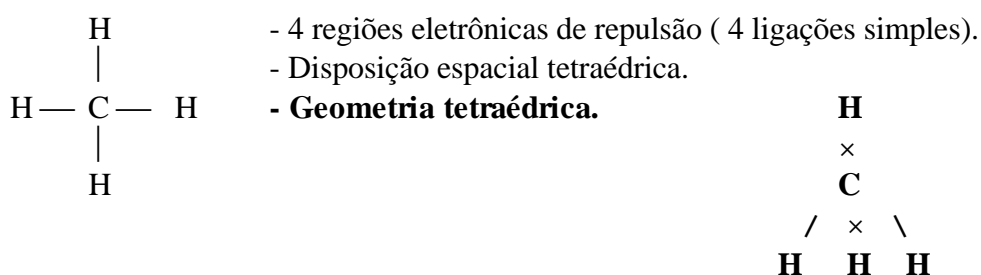 H - 4 regiões eletrônicas de repulsão ( 4 ligações simples).
| - Disposição espacial tetraédrica.
H — C — H - Geometria tetraédrica. H
| ×
H C
/ × \
H H H